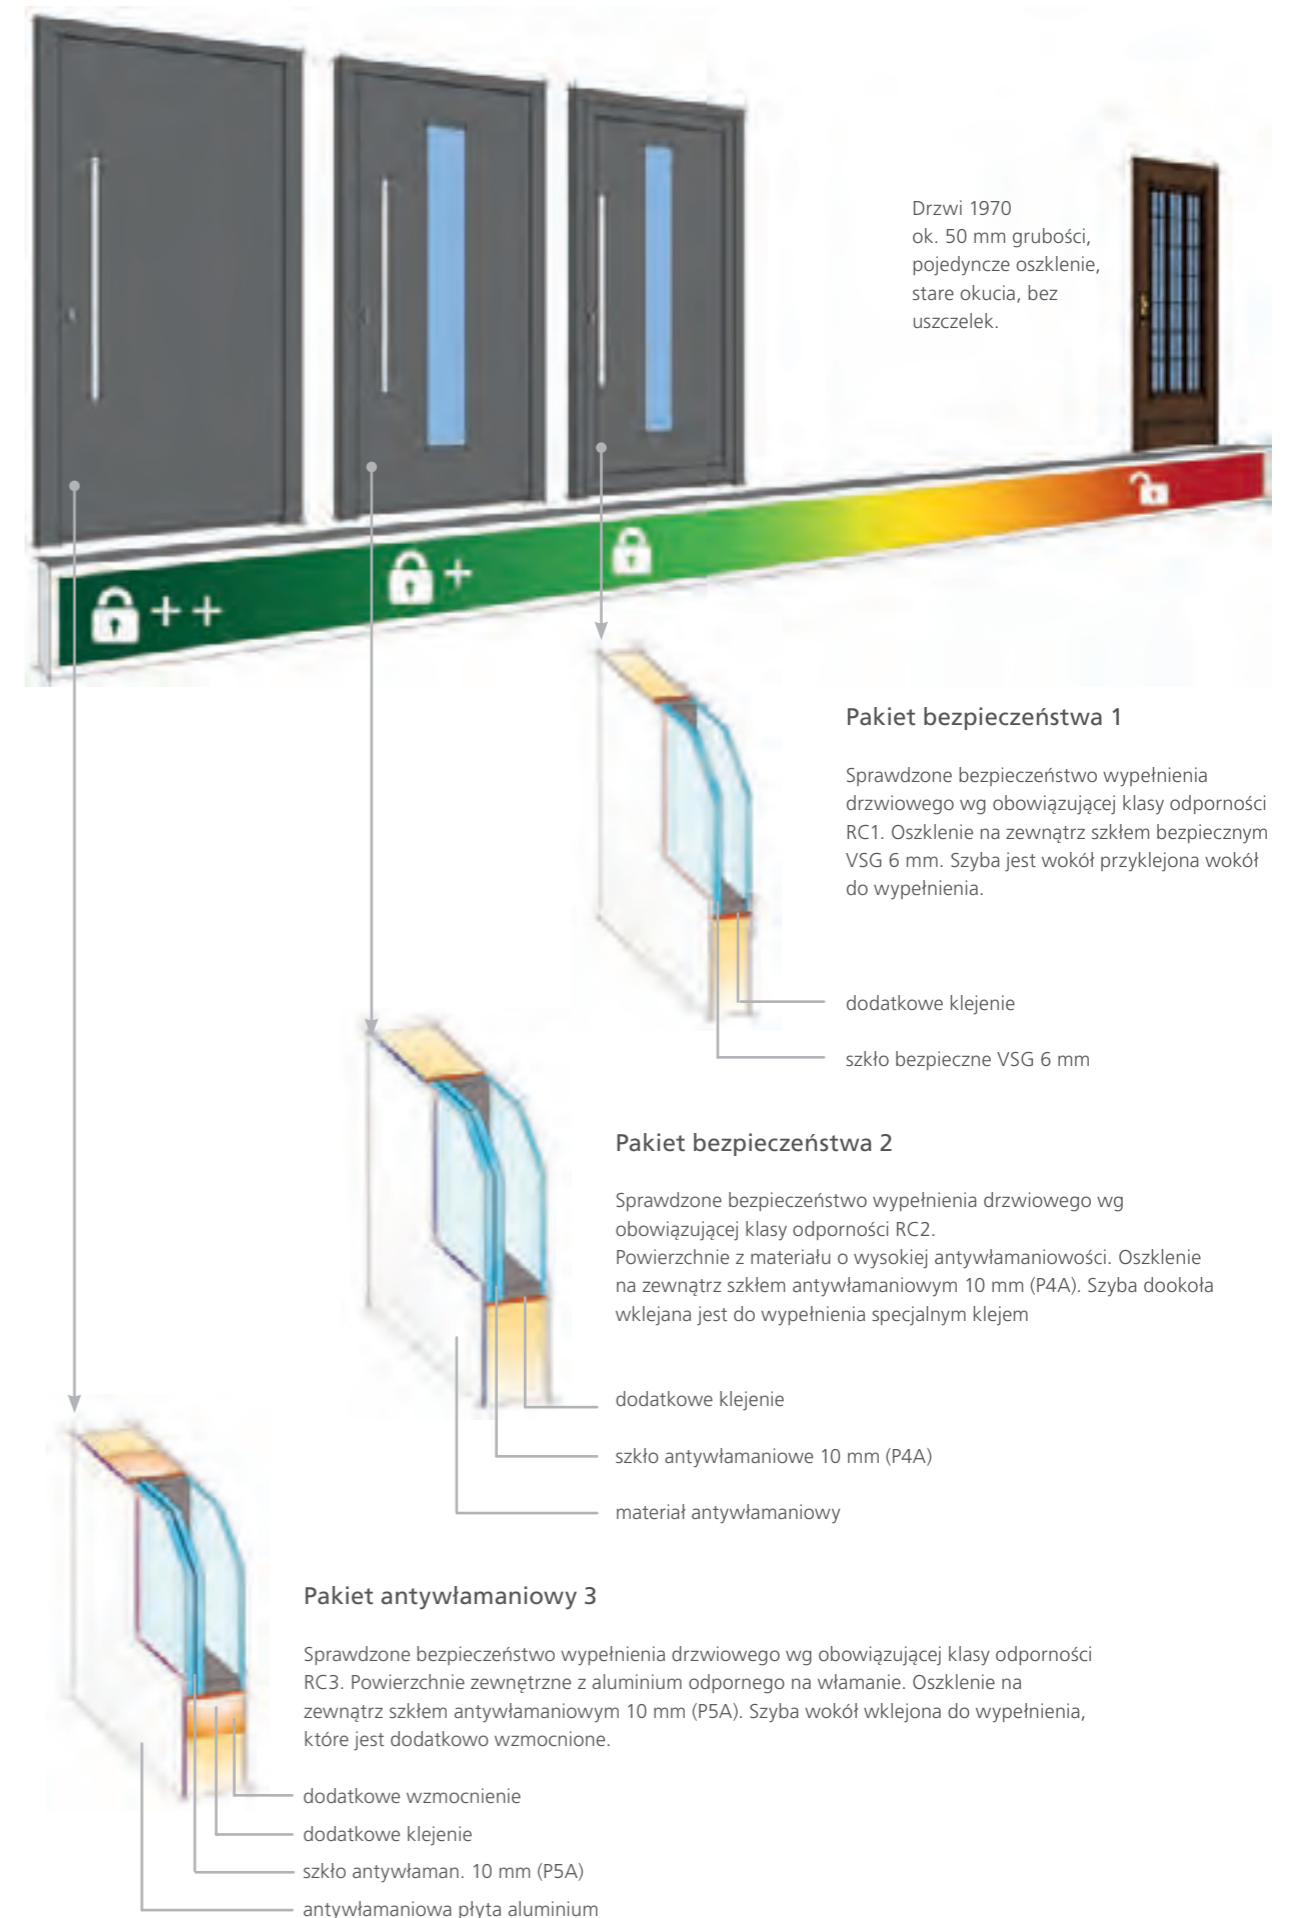 Drzwi 1970
ok. 50 mm grubości,
pojedyncze oszklenie,
stare okucia, bez
uszczelek.
++
+
Pakiet bezpieczeństwa 1
Sprawdzone bezpieczeństwo wypełnienia
drzwiowego wg obowiązującej klasy odporności
RC1. Oszklenie na zewnątrz szkłem bezpiecznym
VSG 6 mm. Szyba jest wokół przyklejona wokół
do wypełnienia.
dodatkowe klejenie
szkło bezpieczne VSG 6 mm
Pakiet bezpieczeństwa 2
Sprawdzone bezpieczeństwo wypełnienia drzwiowego wg
obowiązującej klasy odporności RC2.
Powierzchnie z materiału o wysokiej antywłamaniowości. Oszklenie
na zewnątrz szkłem antywłamaniowym 10 mm (P4A). Szyba dookoła
wklejana jest do wypełnienia specjalnym klejem
dodatkowe klejenie
szkło antywłamaniowe 10 mm (P4A)
materiał antywłamaniowy
Pakiet antywłamaniowy 3
Sprawdzone bezpieczeństwo wypełnienia drzwiowego wg obowiązującej klasy odporności
RC3. Powierzchnie zewnętrzne z aluminium odpornego na włamanie. Oszklenie na
zewnątrz szkłem antywłamaniowym 10 mm (P5A). Szyba wokół wklejona do wypełnienia,
które jest dodatkowo wzmocnione.
dodatkowe wzmocnienie
dodatkowe klejenie
szkło antywłaman. 10 mm (P5A)
antywłamaniowa płyta aluminium